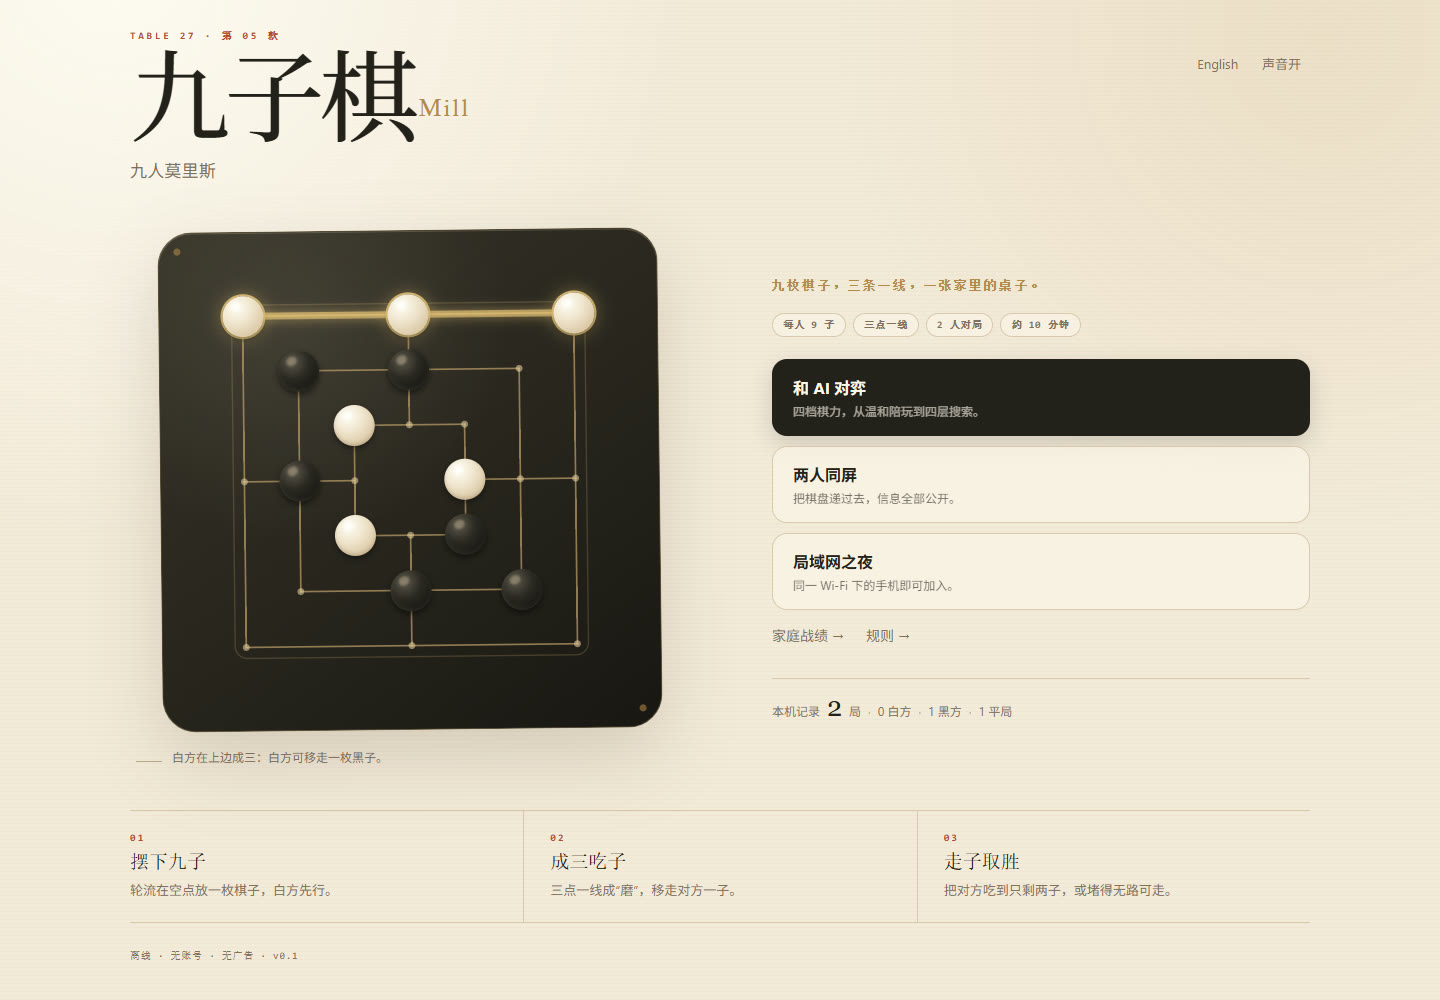 TABLE 27 · 第 05 款
九子棋 Mill
九人莫里斯
English 声音开
九枚棋子，三条一线，一张家里的桌子。
每人 9 子 三点一线 2 人对局 约 10 分钟
和 AI 对弈
四档棋力，从温和陪玩到四层搜索。
两人同屏
把棋盘递过去，信息全部公开。
局域网之夜
同一 Wi-Fi 下的手机即可加入。
家庭战绩 → 规则 →
本机记录 2 局 · 0 白方 · 1 黑方 · 1 平局
白方在上边成三：白方可移走一枚黑子。
01
摆下九子
轮流在空点放一枚棋子，白方先行。
02
成三吃子
三点一线成“磨”，移走对方一子。
03
走子取胜
把对方吃到只剩两子，或堵得无路可走。
离线 · 无账号 · 无广告 · v0.1